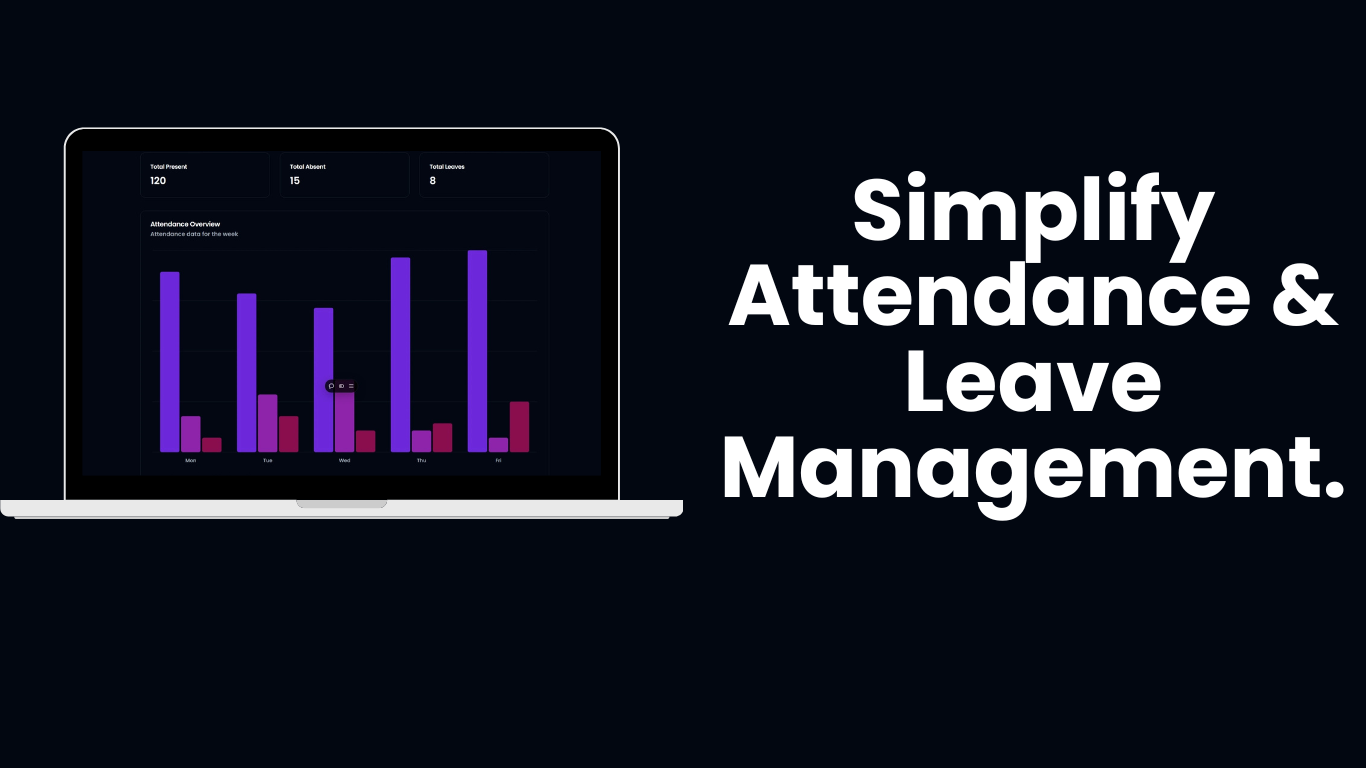 Total Present
120
Total Absent
15
Total Leaves
8
Attendance Overview
Attendance data for the week
Mon
Tue
Wed
Thu
Fri
Simplify
Attendance &
Leave
Management.